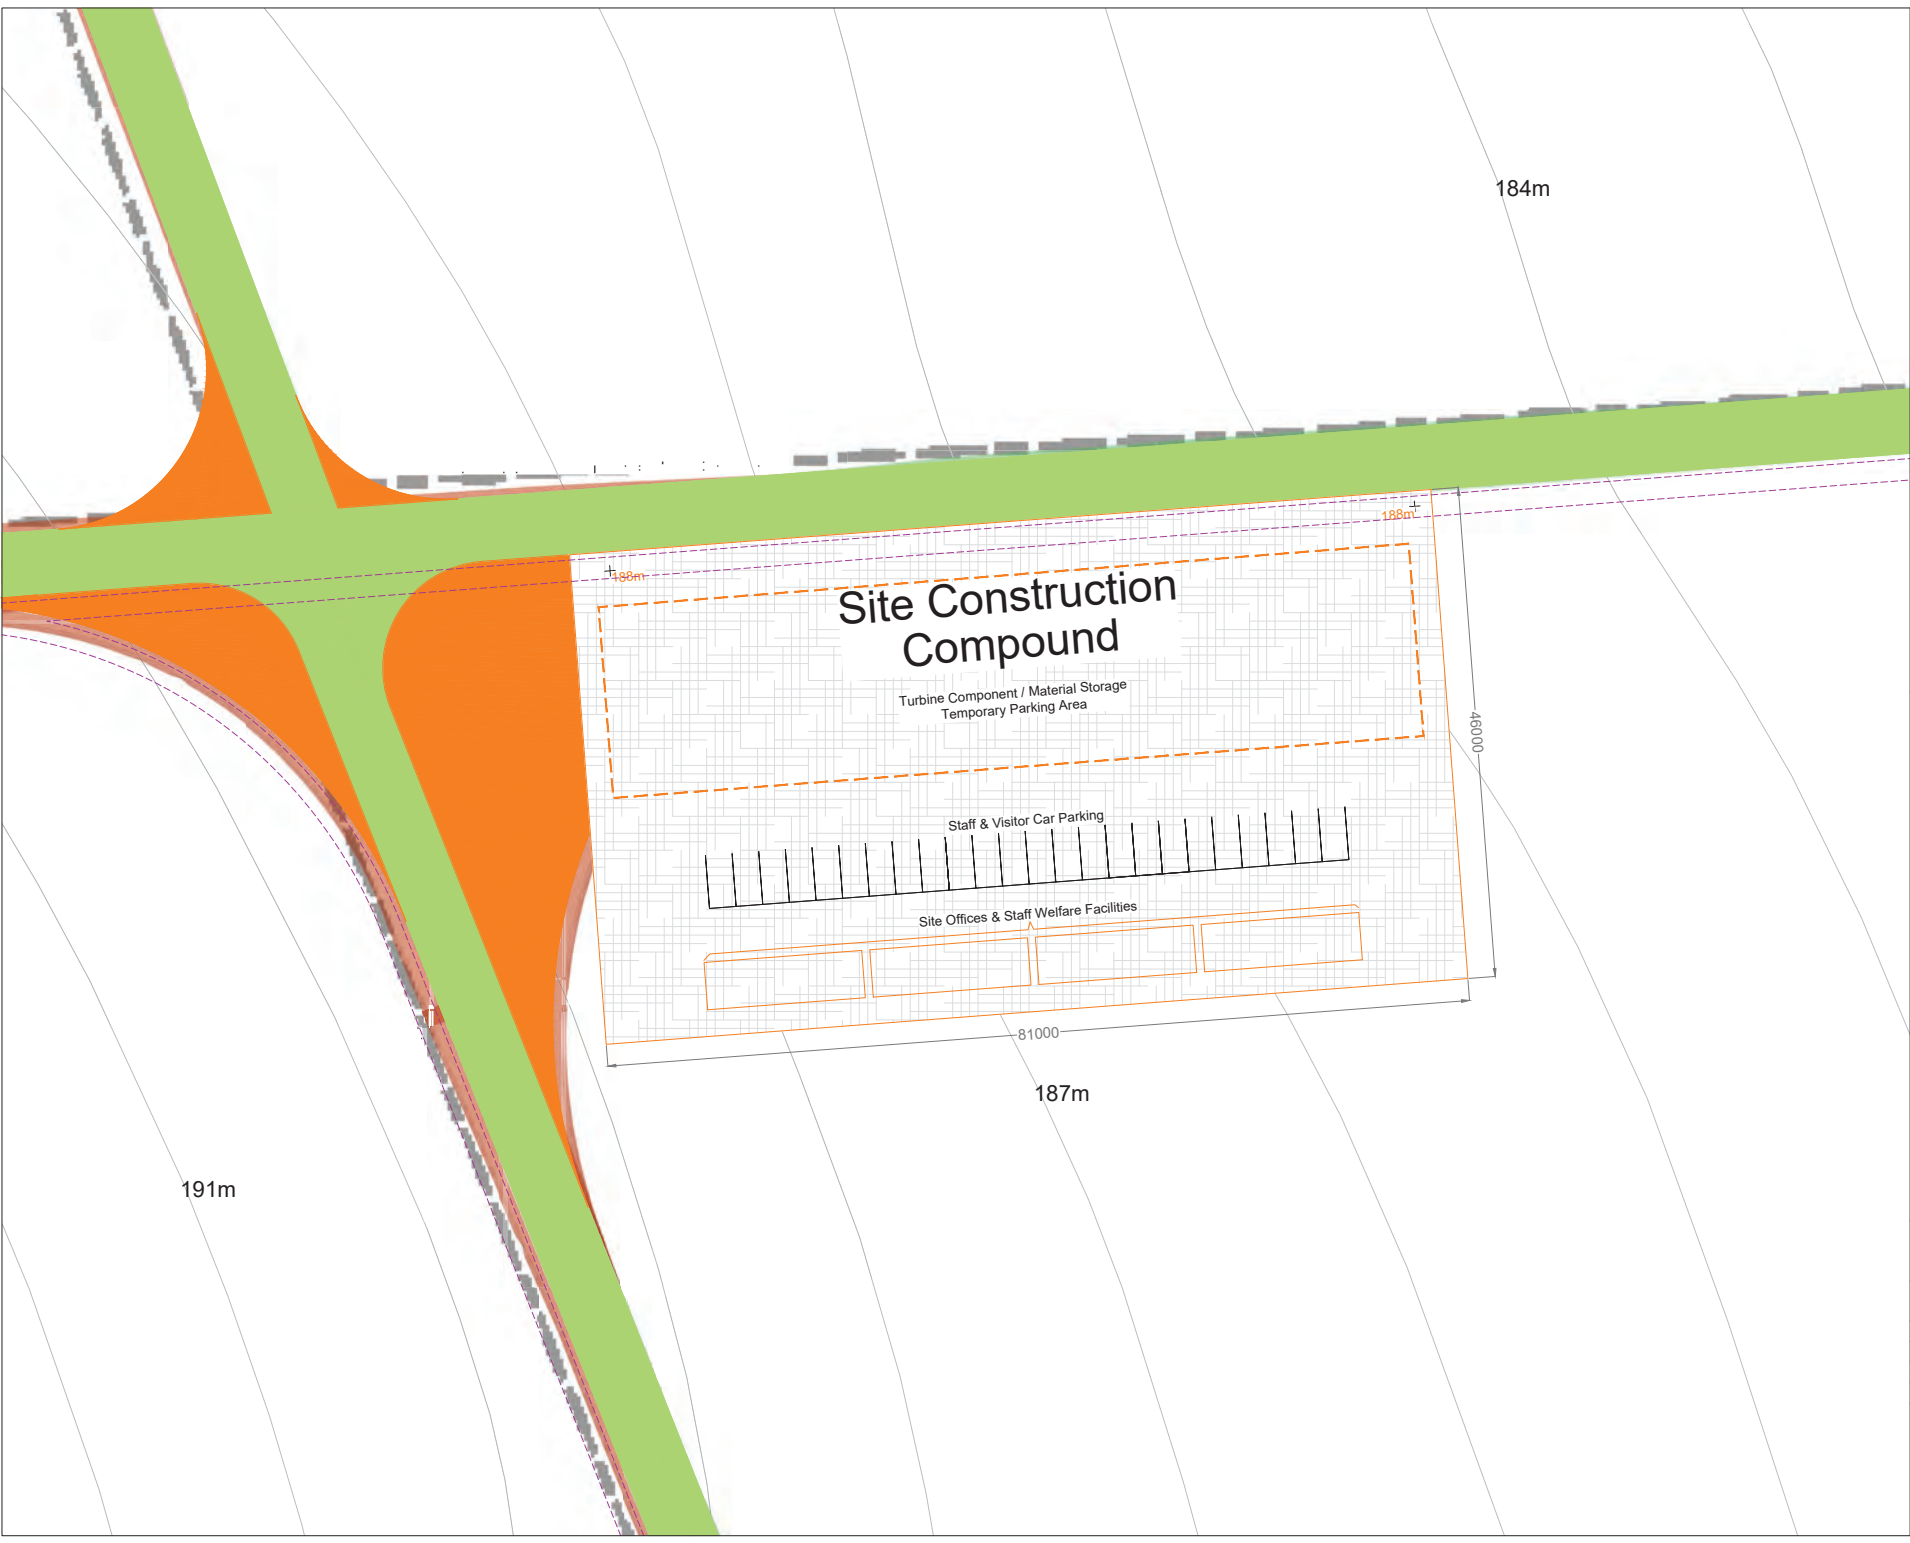 184m
188m
188m
Site Construction
Compound
Turbine Component / Material Storage
Temporary Parking Area
46000
Staff & Visitor Car Parking
Site Offices & Staff Welfare Facilities
81000
187m
191m